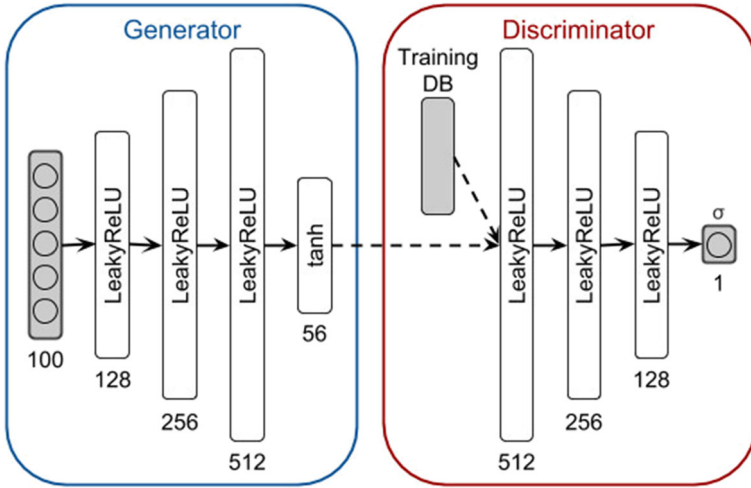 Generator
LeakyReLU
LeakyReLU
LeakyReLU
tanh
100
128
256
512
56
Discriminator
Training
DB
LeakyReLU
LeakyReLU
LeakyReLU
σ
512
256
128
1